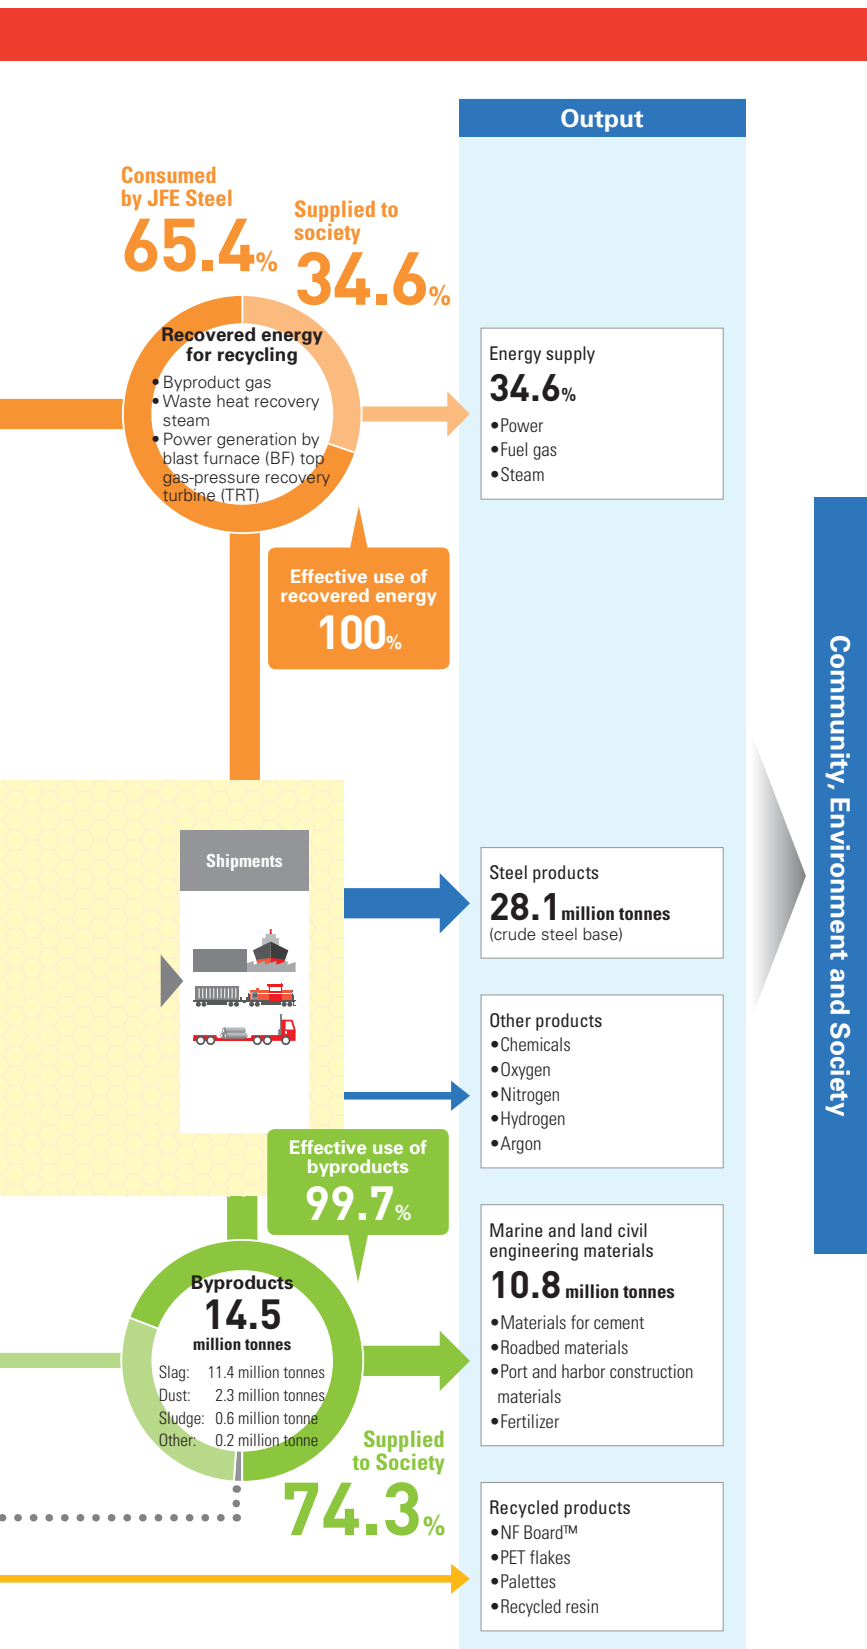 Output
Consumed
by JFE Steel
65.4%
Supplied to
society
34.6%
Recovered energy
for recycling
•Byproduct gas
•Waste heat recovery
steam
•Power generation by
blast furnace (BF) top
gas-pressure recovery
turbine (TRT)
Energy supply
34.6%
•Power
•Fuel gas
•Steam
Effective use of
recovered energy
100%
Community, Environment and Society
Shipments
Steel products
28.1 million tonnes
(crude steel base)
Other products
•Chemicals
•Oxygen
•Nitrogen
•Hydrogen
•Argon
Effective use of
byproducts
99.7%
Byproducts
14.5
million tonnes
Slag: 11.4 million tonnes
Dust: 2.3 million tonnes
Sludge: 0.6 million tonne
Other: 0.2 million tonne
Supplied
to Society
74.3%
Marine and land civil
engineering materials
10.8 million tonnes
•Materials for cement
•Roadbed materials
•Port and harbor construction
materials
•Fertilizer
Recycled products
•NF Board™
•PET flakes
•Palettes
•Recycled resin